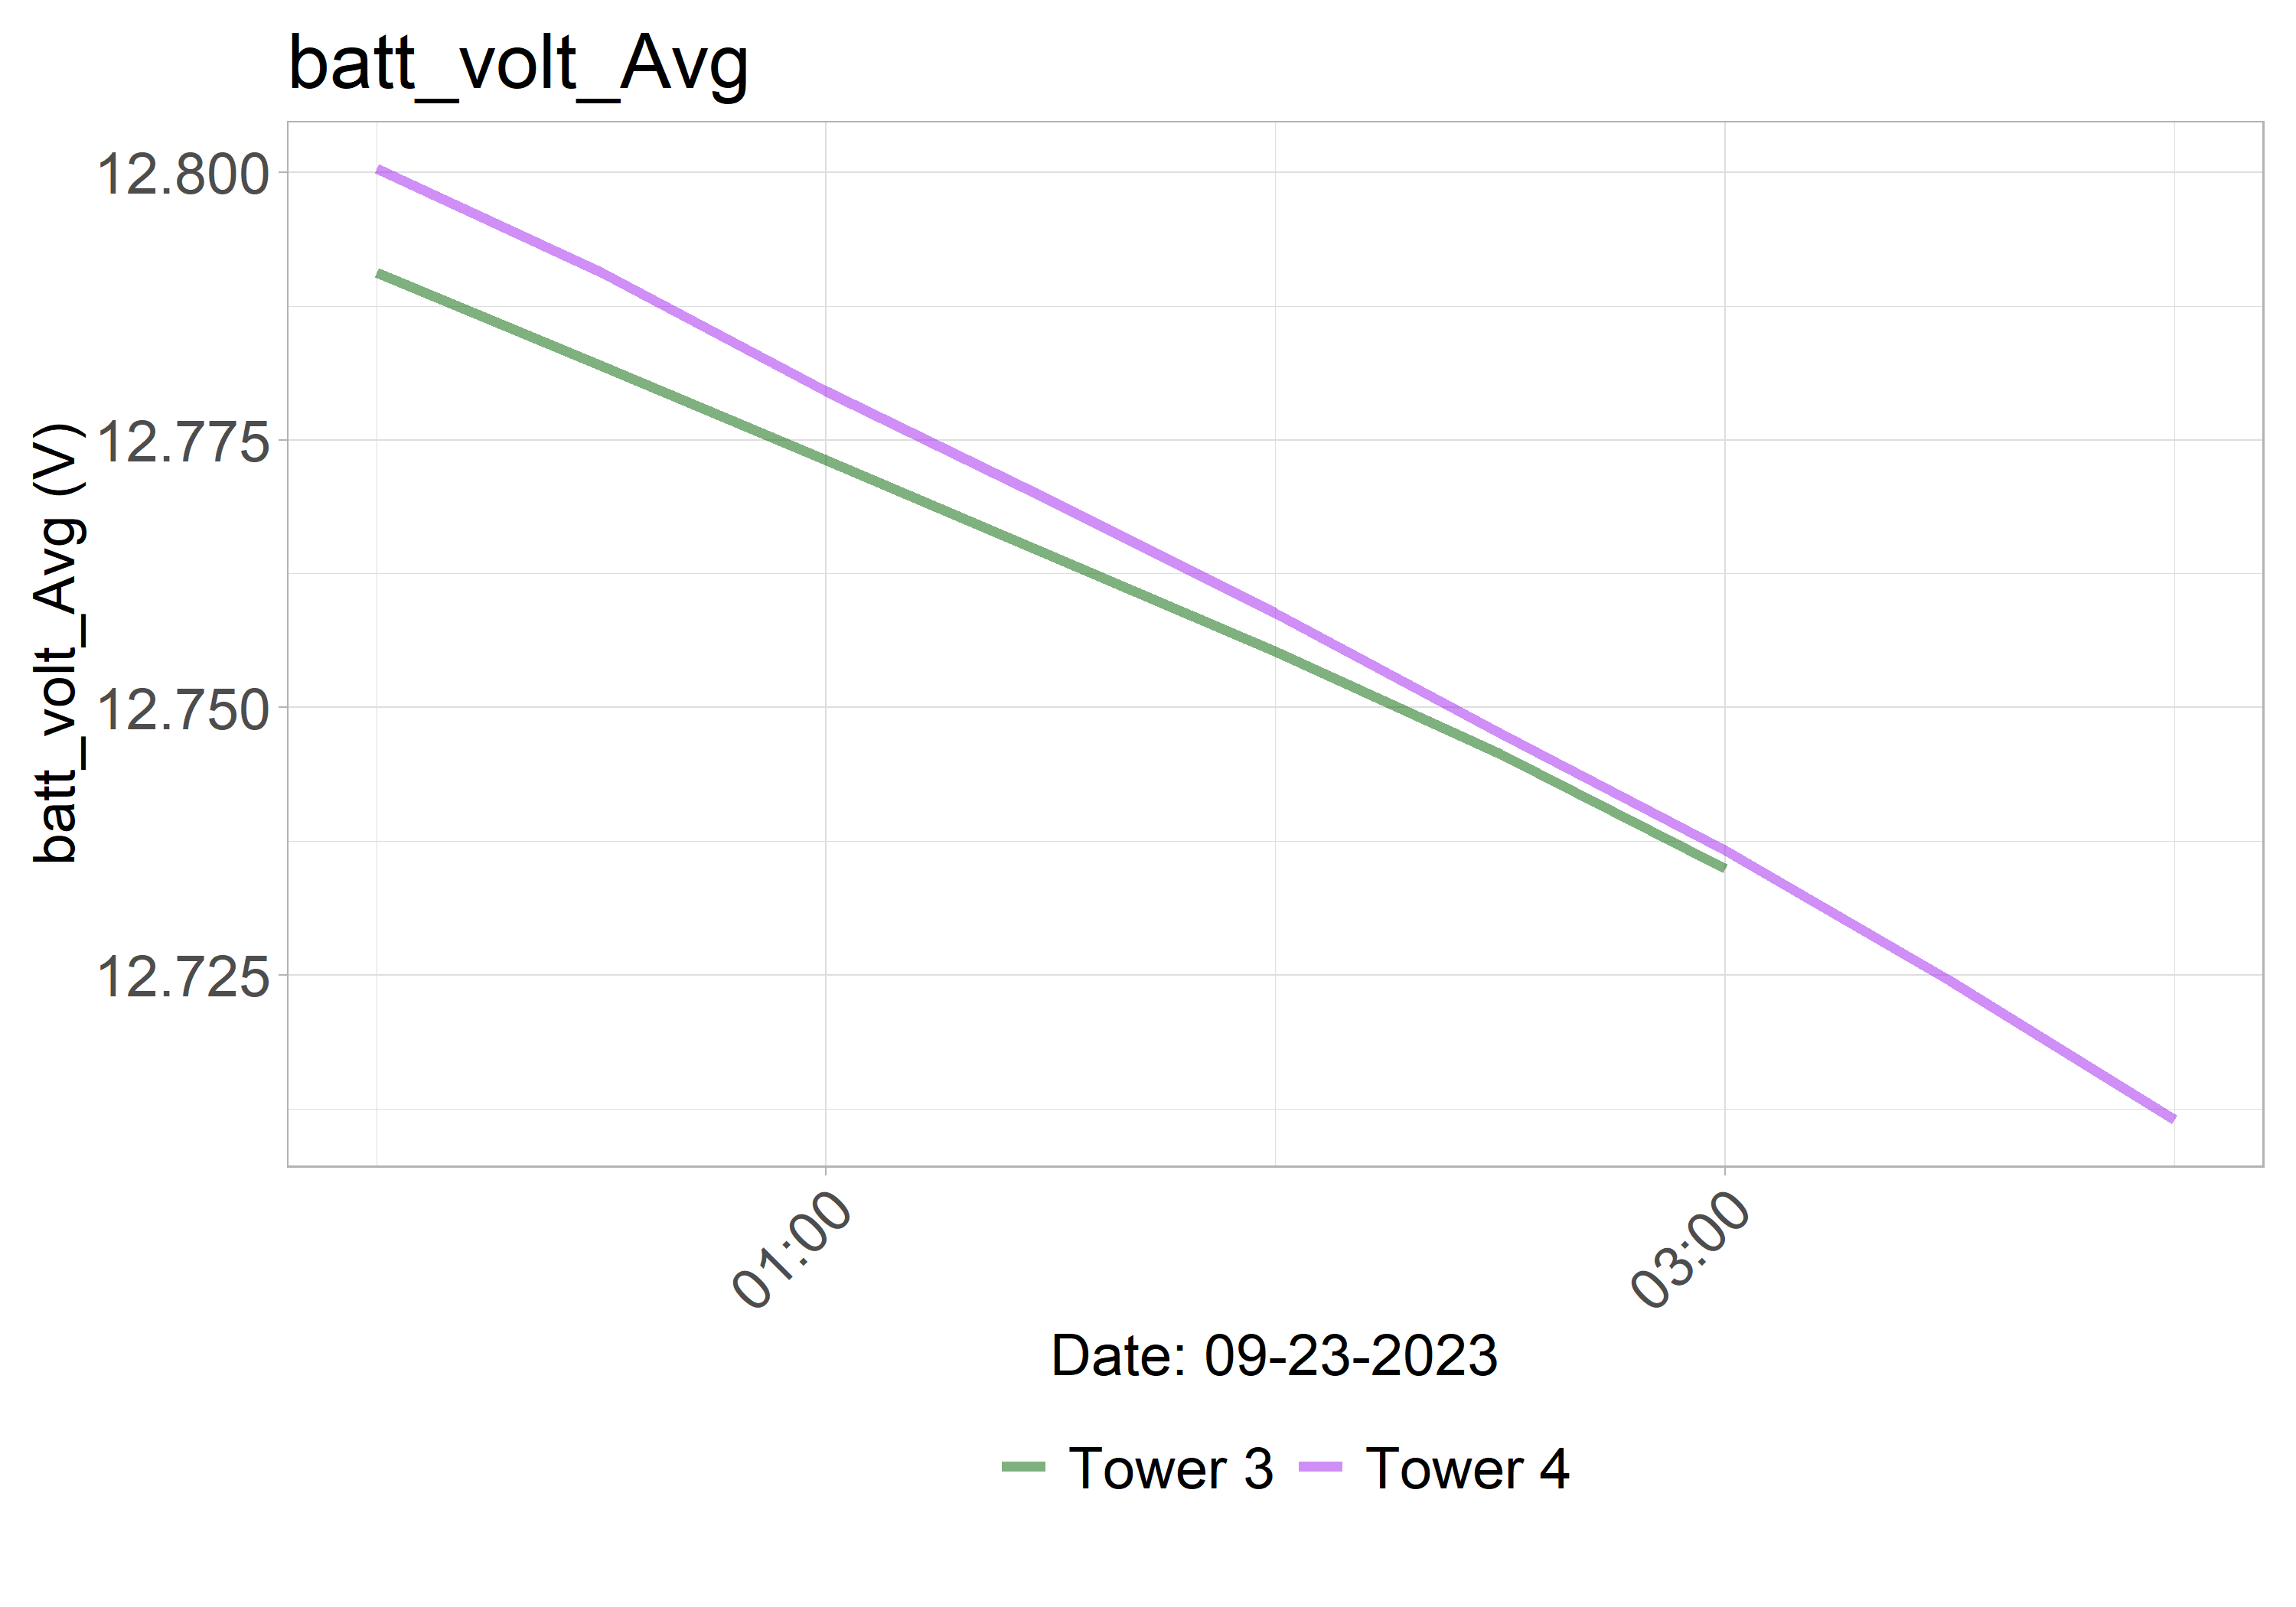 batt_volt_Avg
12.800
12.775
12.750
12.725
batt_volt_Avg (V)
01:00
03:00
Date: 09-23-2023
Tower 3
Tower 4